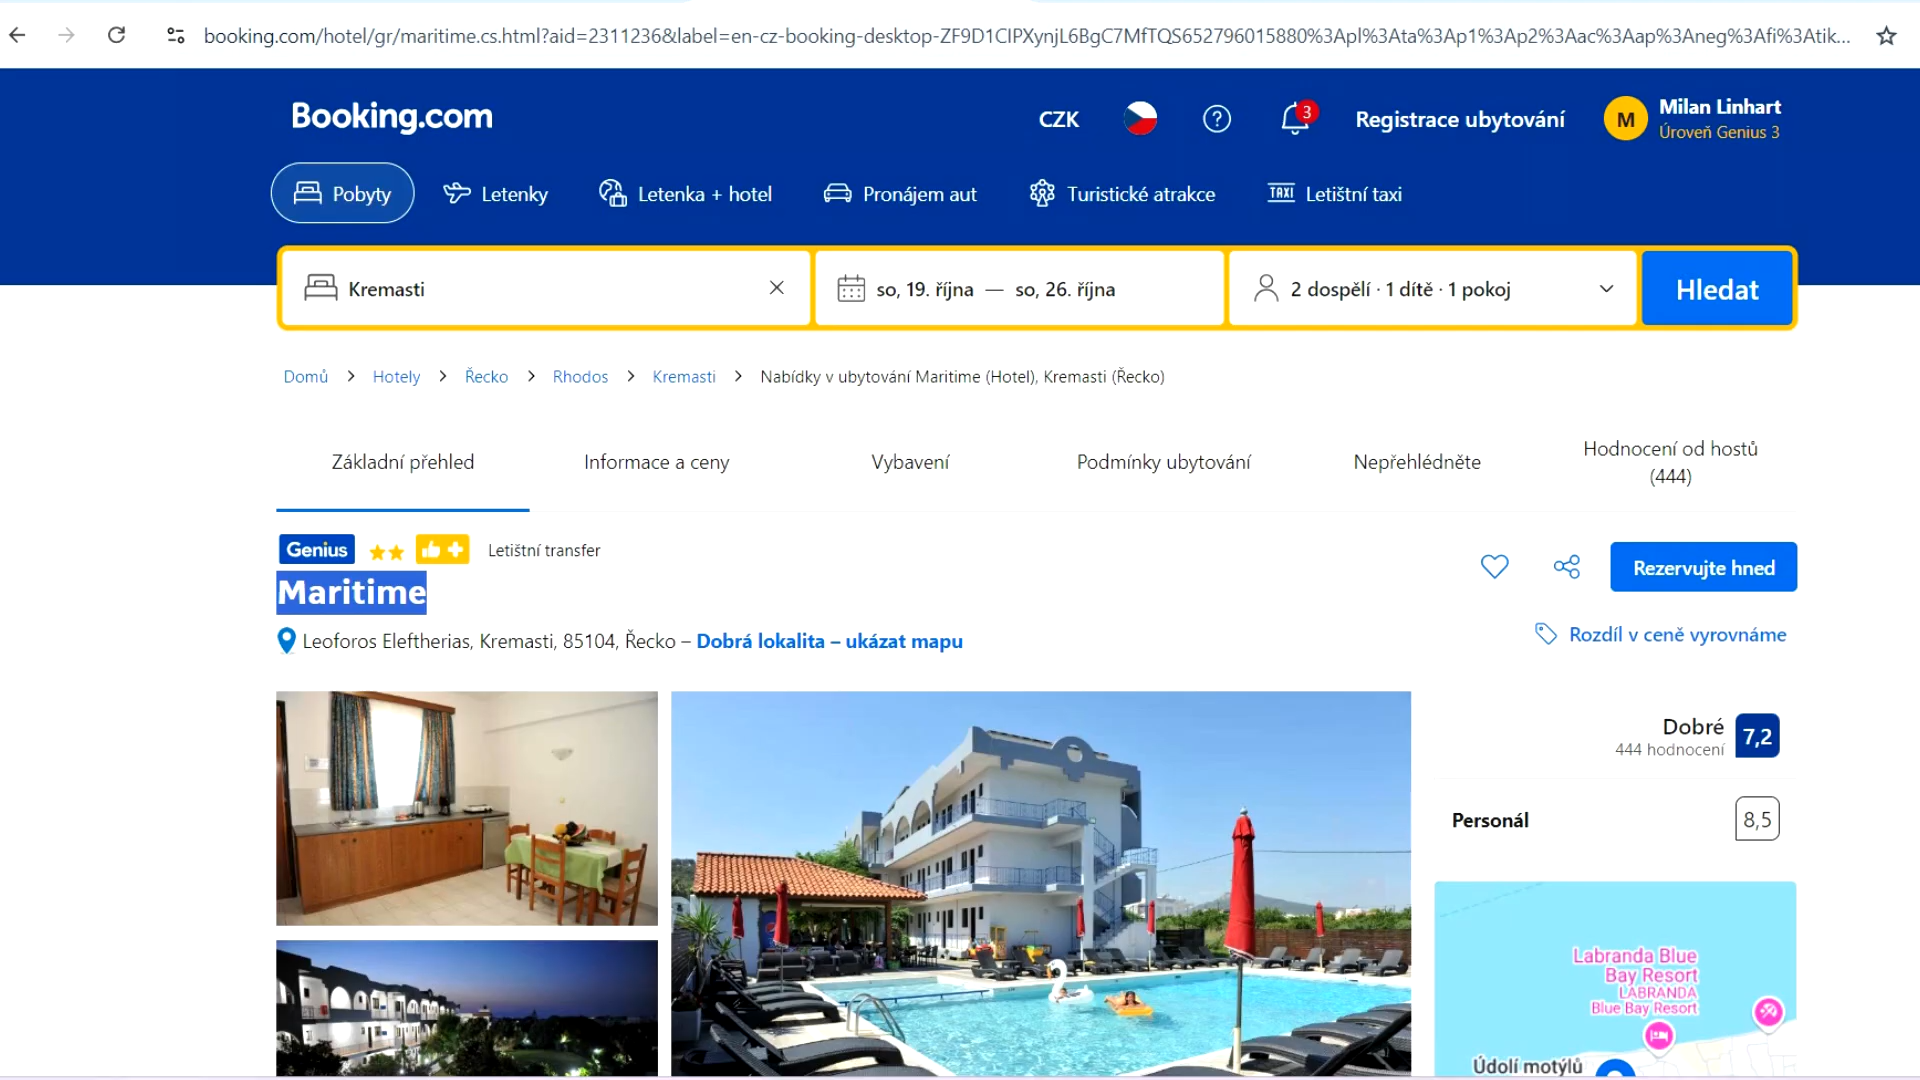 booking.com/hotel/gr/maritime.cs.html?aid=2311236&label=en-cz-booking-desktop-ZF9D1CIPXynjL6BgC7MfTQS652796015880%3Apl%3Ata%3Ap1%3Ap2%3Aac%3Aap%3Aneg%3Afi%3Atik...
Booking.com
CZK
3
Registrace ubytování
M
Milan Linhart
Úroveň Genius 3
Pobyty
Letenky
Letenka + hotel
Pronájem aut
Turistické atrakce
TAXI Letištní taxi
Kremasti
so, 19. října — so, 26. října
2 dospělí · 1 dítě · 1 pokoj
Hledat
Domů > Hotely > Řecko > Rhodos > Kremasti > Nabídky v ubytování Maritime (Hotel), Kremasti (Řecko)
Základní přehled
Informace a ceny
Vybavení
Podmínky ubytování
Nepřehlédněte
Hodnocení od hostů
(444)
Genius
Letištní transfer
Rezervujte hned
Maritime
Leoforos Eleftherias, Kremasti, 85104, Řecko – Dobrá lokalita – ukázat mapu
Rozdíl v ceně vyrovnáme
Dobré
444 hodnocení
7,2
Personál
8,5
Labranda Blue
Bay Resort
LABRANDA
Blue Bay Resort
Údolí motýlů